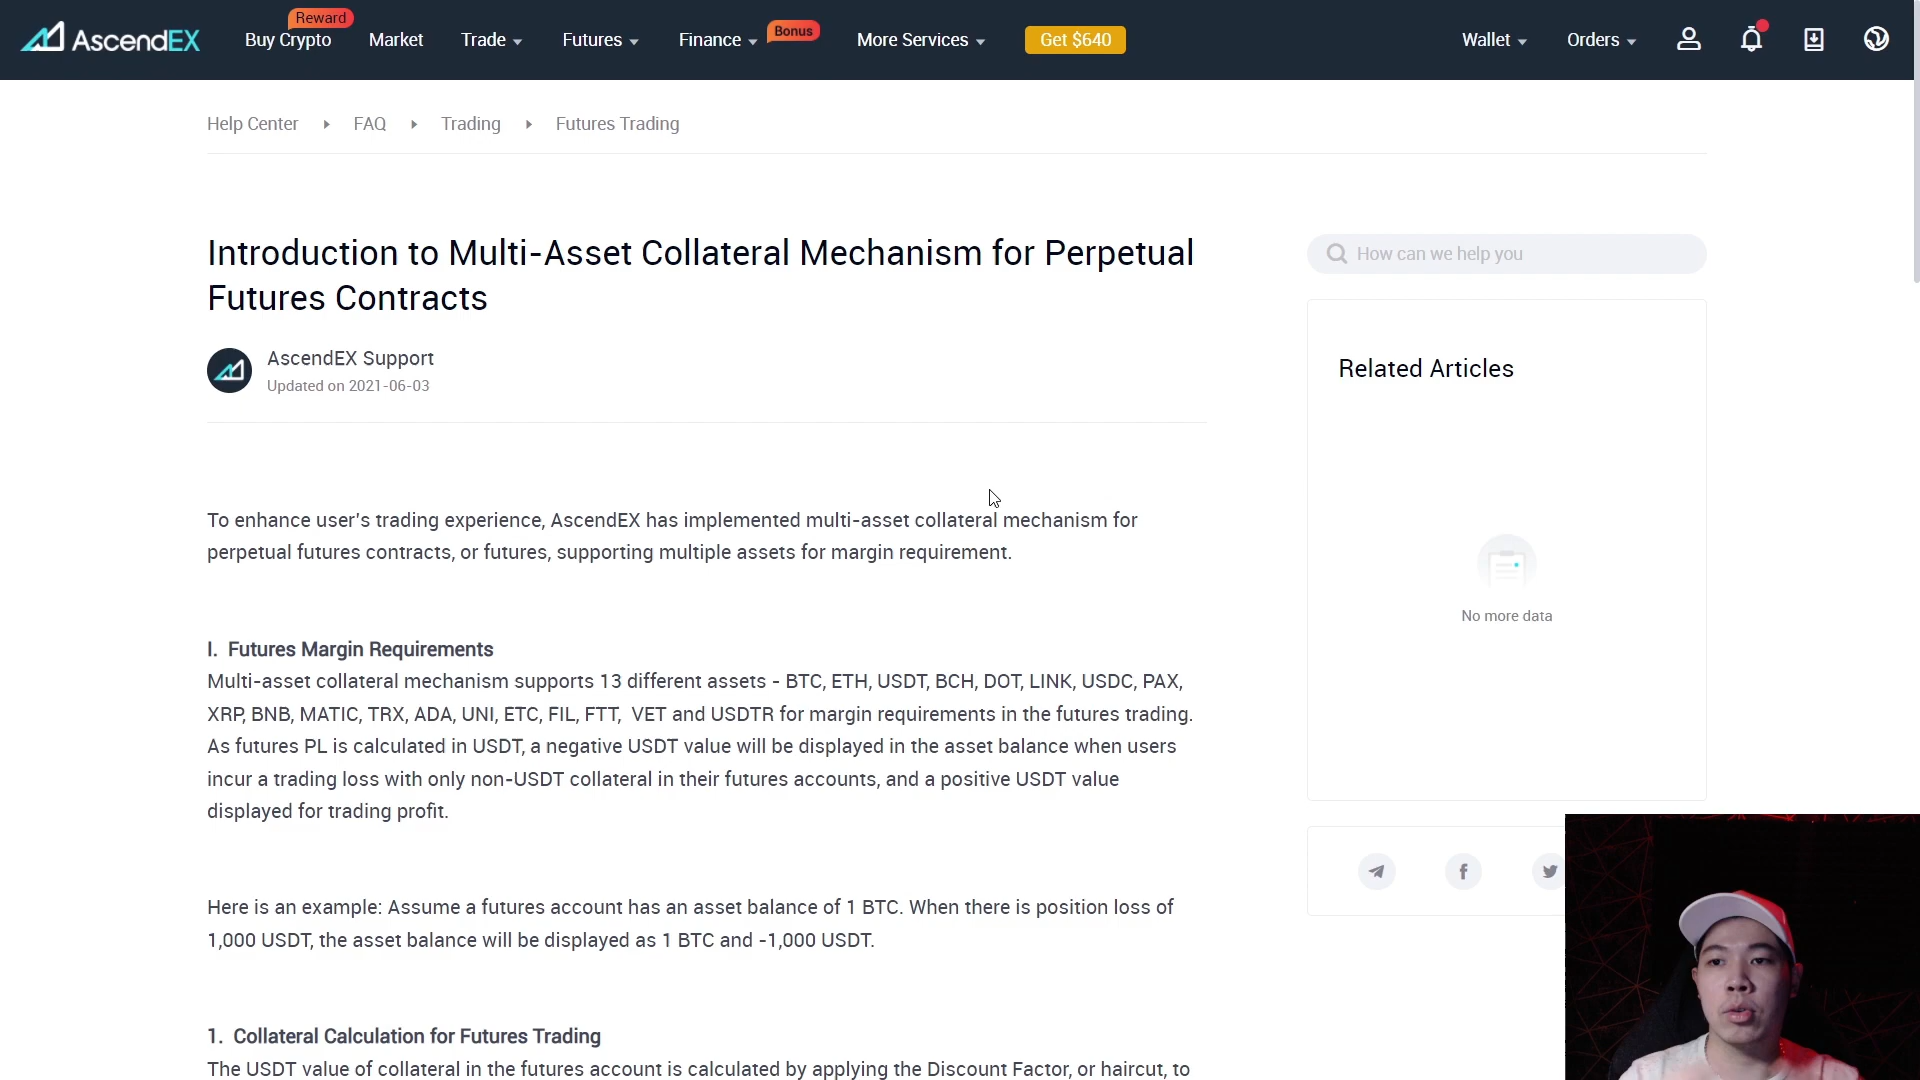 AscendEX
Reward
Buy Crypto
Market
Trade
Futures
Finance
Bonus
More Services
Get $640
Wallet
Orders
Help Center
FAQ
Trading
Futures Trading
Introduction to Multi-Asset Collateral Mechanism for Perpetual
Futures Contracts
AscendEX Support
Updated on 2021-06-03
How can we help you
Related Articles
No more data
To enhance user's trading experience, AscendEX has implemented multi-asset collateral mechanism for
perpetual futures contracts, or futures, supporting multiple assets for margin requirement.
I. Futures Margin Requirements
Multi-asset collateral mechanism supports 13 different assets - BTC, ETH, USDT, BCH, DOT, LINK, USDC, PAX,
XRP, BNB, MATIC, TRX, ADA, UNI, ETC, FIL, FTT, VET and USDTR for margin requirements in the futures trading.
As futures PL is calculated in USDT, a negative USDT value will be displayed in the asset balance when users
incur a trading loss with only non-USDT collateral in their futures accounts, and a positive USDT value
displayed for trading profit.
Here is an example: Assume a futures account has an asset balance of 1 BTC. When there is position loss of
1,000 USDT, the asset balance will be displayed as 1 BTC and -1,000 USDT.
1. Collateral Calculation for Futures Trading
The USDT value of collateral in the futures account is calculated by applying the Discount Factor, or haircut, to